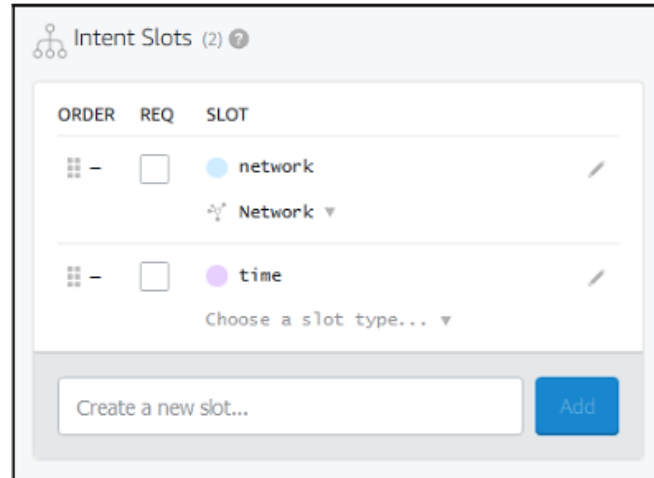 Intent Slots (2) ?
ORDER REQ SLOT
– network
Network
– time
Choose a slot type...
Create a new slot... Add